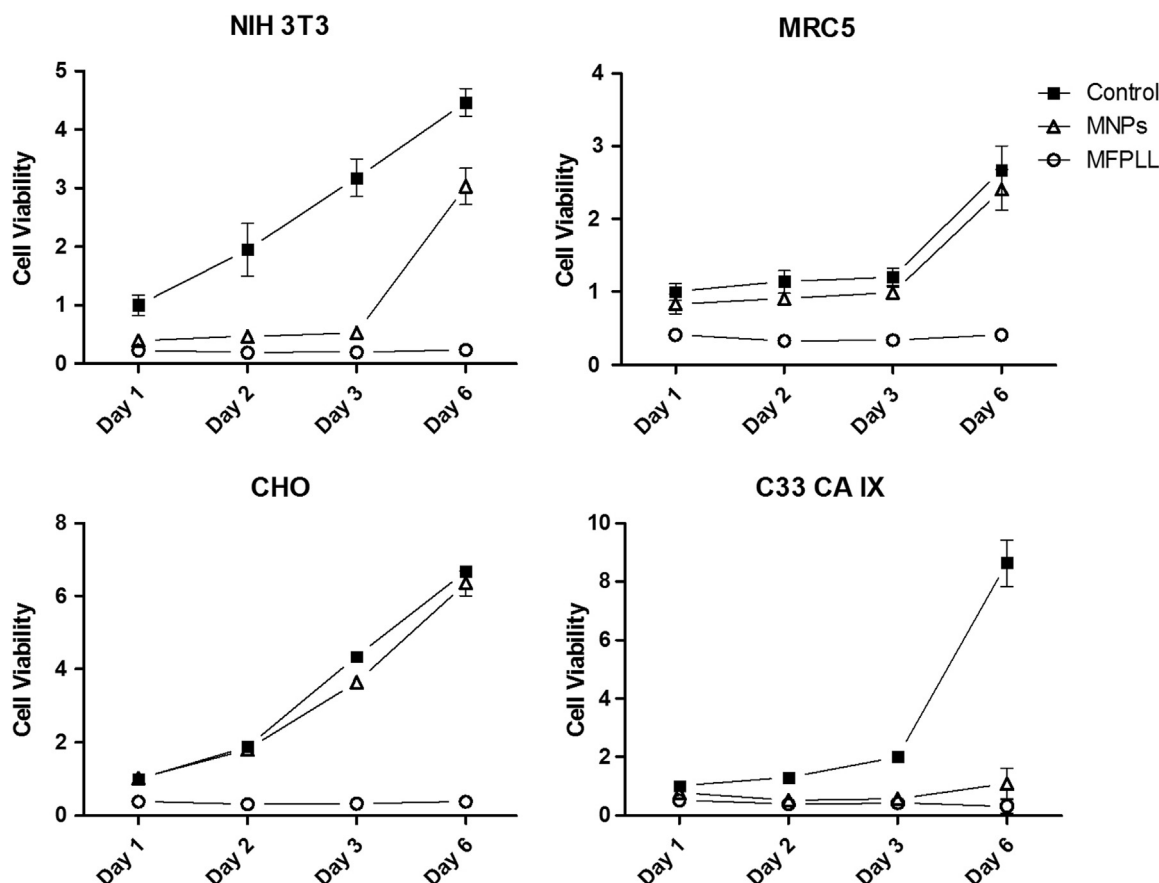 NIH 3T3
Cell Viability
5
4
3
2
1
0
Day 1
Day 2
Day 3
Day 6
MRC5
Cell Viability
4
3
2
1
0
Day 1
Day 2
Day 3
Day 6
Control
MNPs
MFPLL
CHO
Cell Viability
8
6
4
2
0
Day 1
Day 2
Day 3
Day 6
C33 CA IX
Cell Viability
10
8
6
4
2
0
Day 1
Day 2
Day 3
Day 6